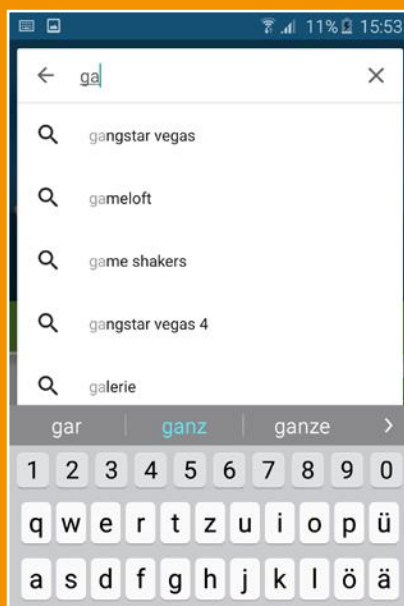 11% 15:53
ga
gangstar vegas
gameloft
game shakers
gangstar vegas 4
galerie
gar ganz ganze
1 2 3 4 5 6 7 8 9 0
q w e r t z u i o p ü
a s d f g h j k l ö ä